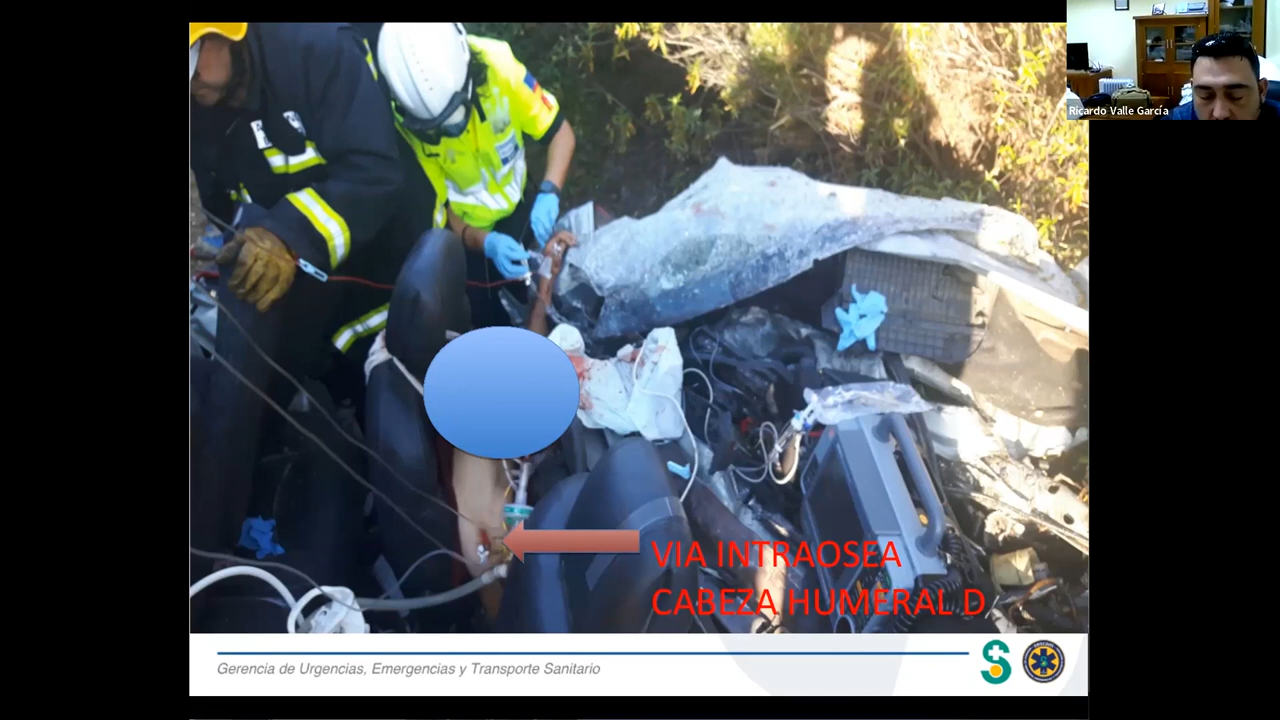 Ricardo Valle García
VIA INTRAOSEA
CABEZA HUMERAL D
Gerencia de Urgencias, Emergencias y Transporte Sanitario